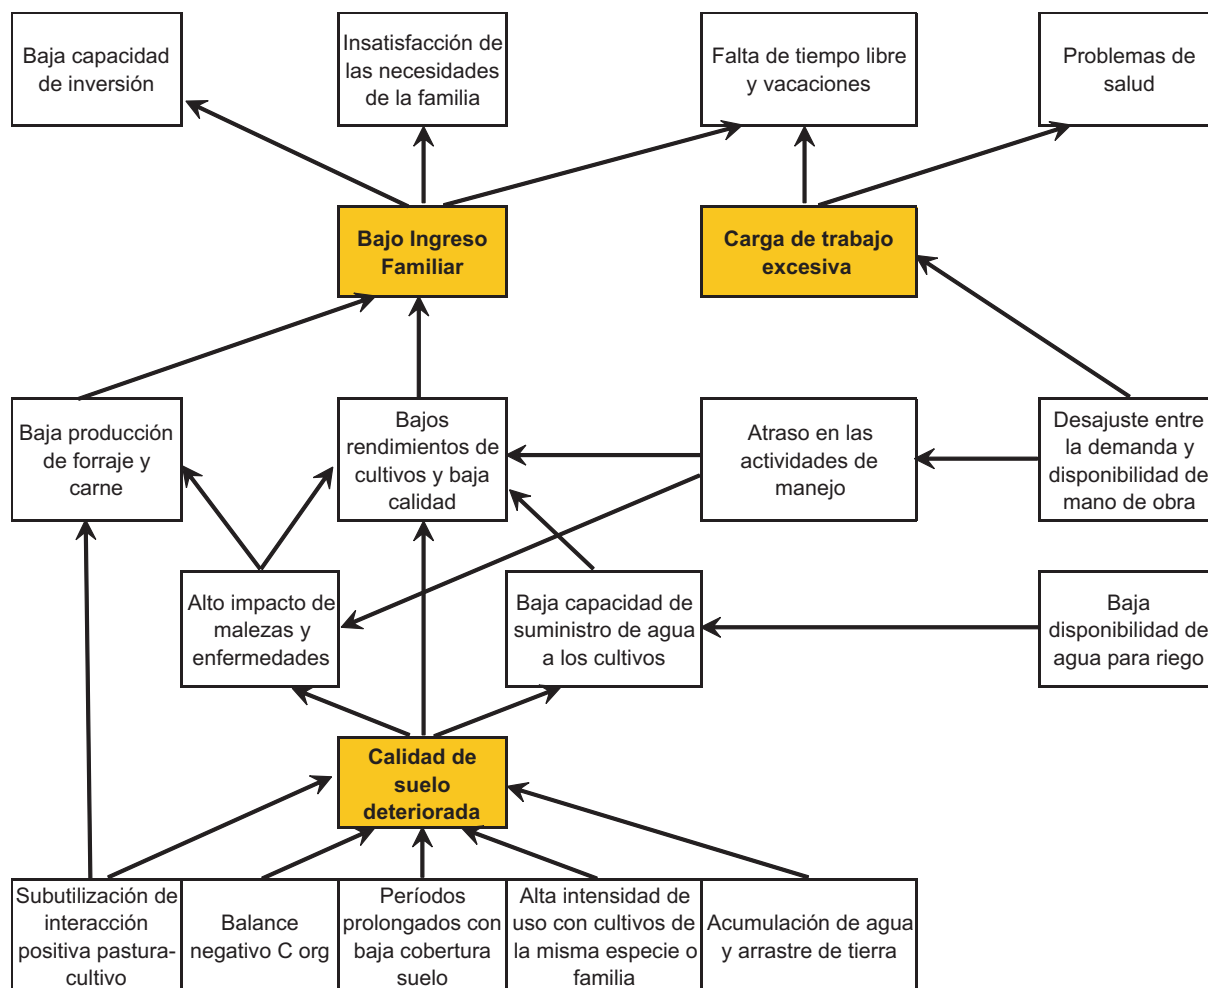 Baja capacidad
de inversión
Insatisfacción de
las necesidades
de la familia
Falta de tiempo libre
y vacaciones
Problemas de
salud
Bajo Ingreso
Familiar
Carga de trabajo
excesiva
Baja producción
de forraje y
carne
Bajos
rendimientos de
cultivos y baja
calidad
Atraso en las
actividades de
manejo
Desajuste entre
la demanda y
disponibilidad de
mano de obra
Alto impacto de
malezas y
enfermedades
Baja capacidad de
suministro de agua
a los cultivos
Baja
disponibilidad de
agua para riego
Calidad de
suelo
deteriorada
Subutilización de
interacción
positiva pastura-
cultivo
Balance
negativo C org
Períodos
prolongados con
baja cobertura
suelo
Alta intensidad de
uso con cultivos de
la misma especie o
familia
Acumulación de agua
y arrastre de tierra